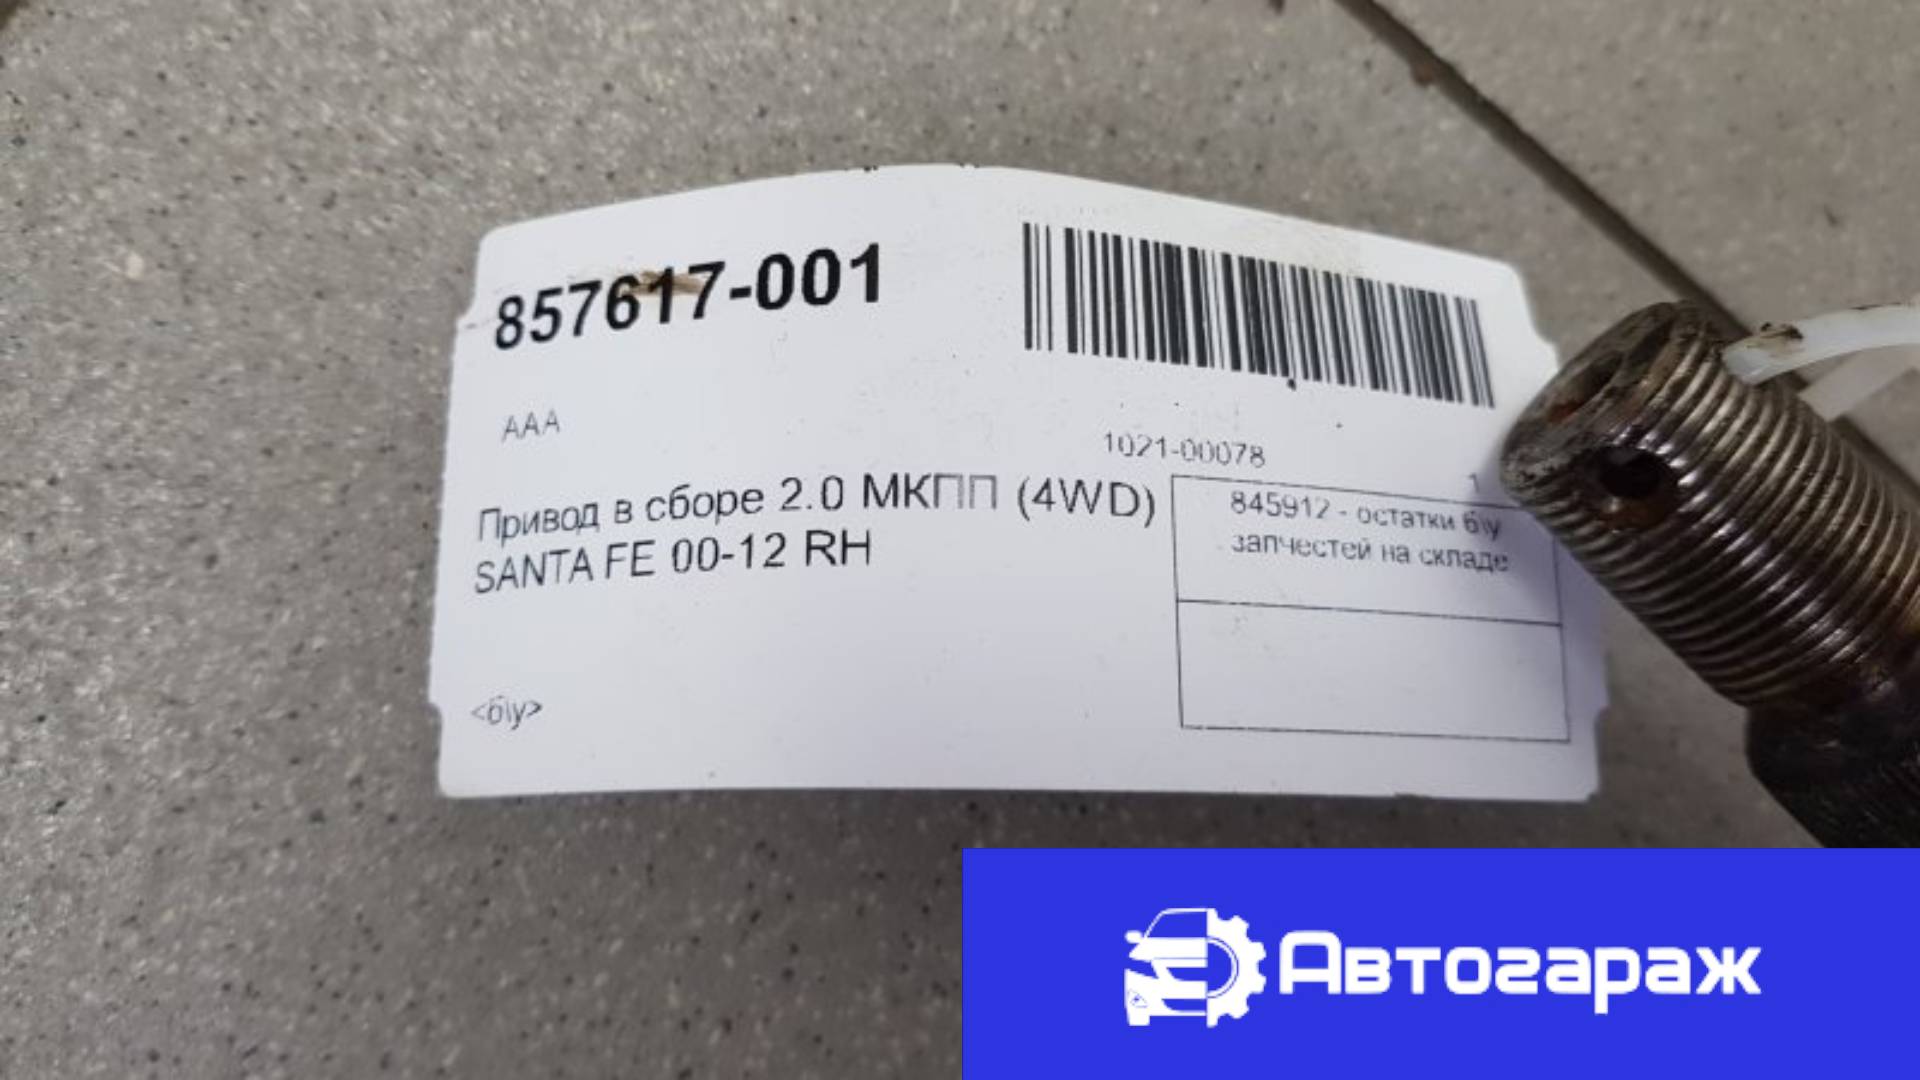 857617-001
AAA
1021-00078
1
Привод в сборе 2.0 МКПП (4WD)
SANTA FE 00-12 RH
845912 - остатки б\у
запчестей на складе
<б\у>
Автогараж